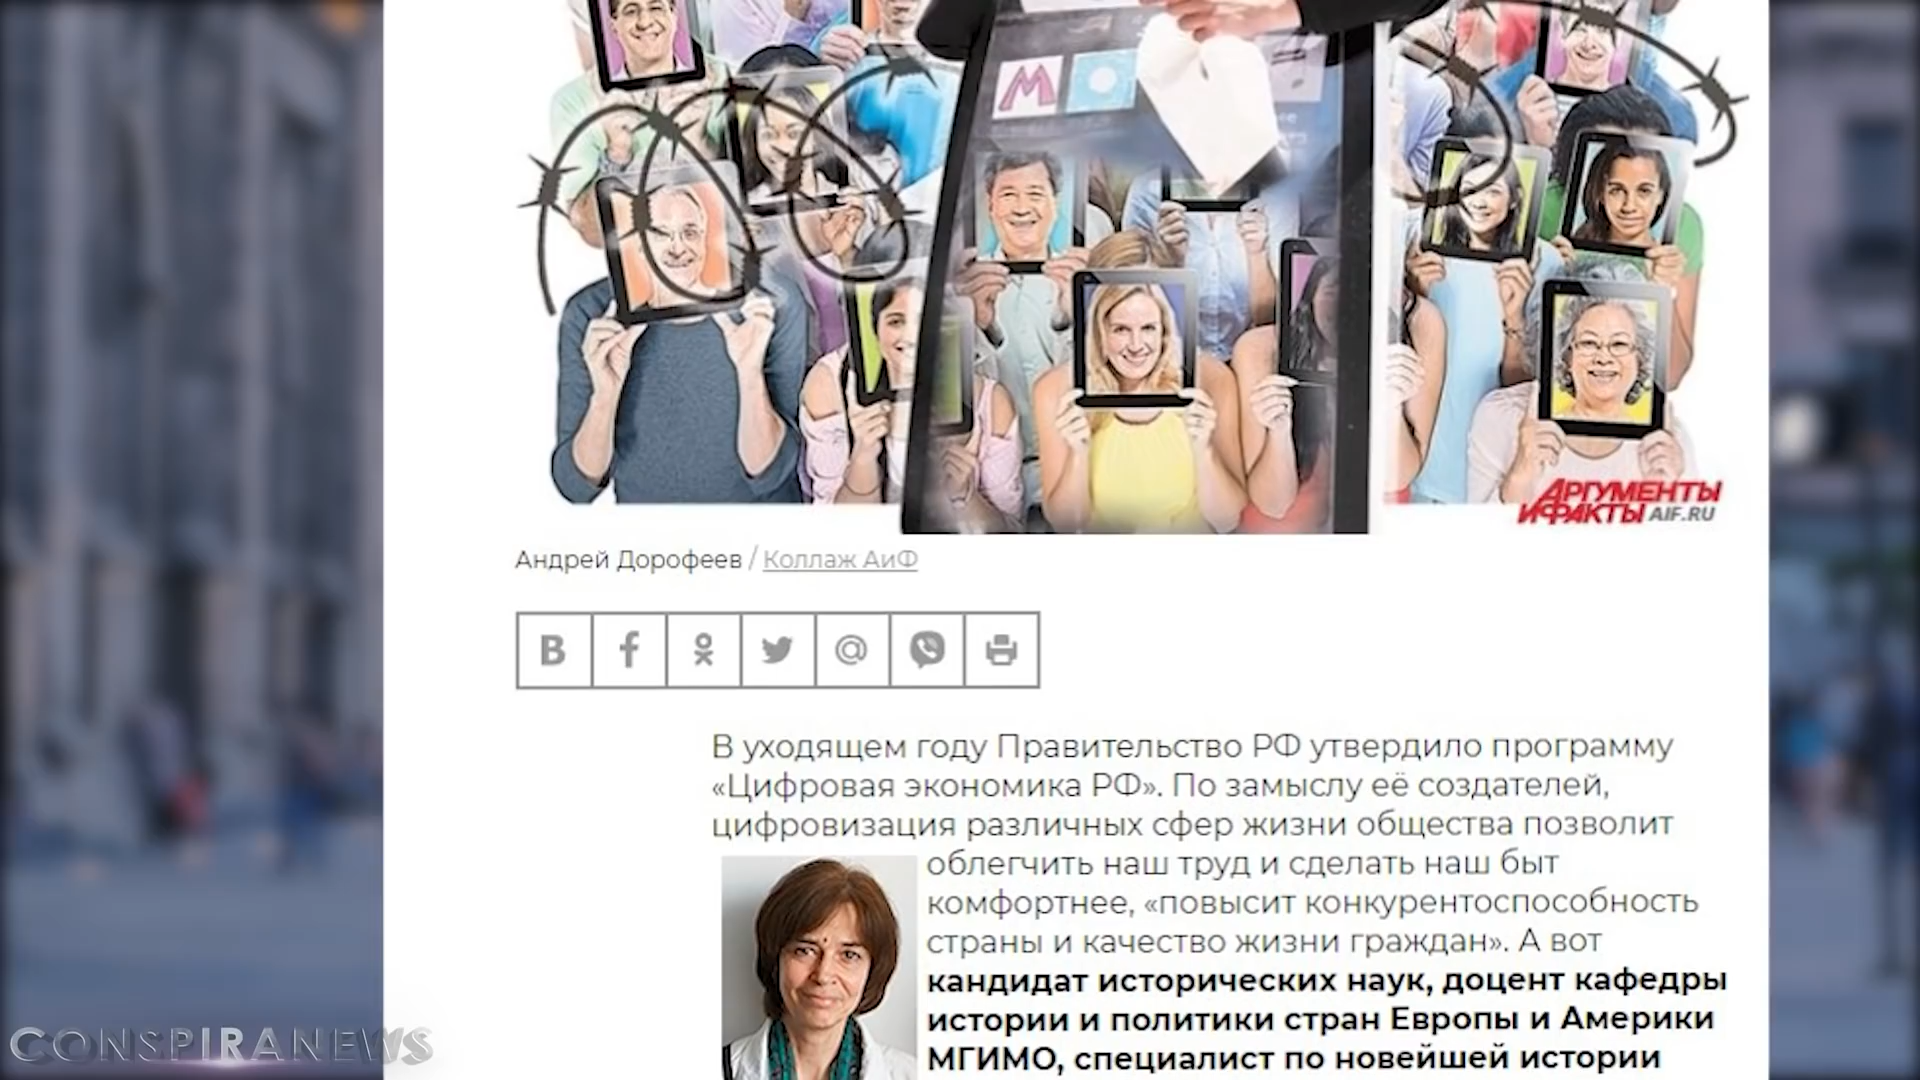 М
АРГУМЕНТЫ
И ФАКТЫ AIF.RU
Андрей Дорофеев / Коллаж АиФ
В уходящем году Правительство РФ утвердило программу
«Цифровая экономика РФ». По замыслу её создателей,
цифровизация различных сфер жизни общества позволит
облегчить наш труд и сделать наш быт
комфортнее, «повысит конкурентоспособность
страны и качество жизни граждан». А вот
кандидат исторических наук, доцент кафедры
истории и политики стран Европы и Америки
МГИМО, специалист по новейшей истории
CONSPIRANEWS